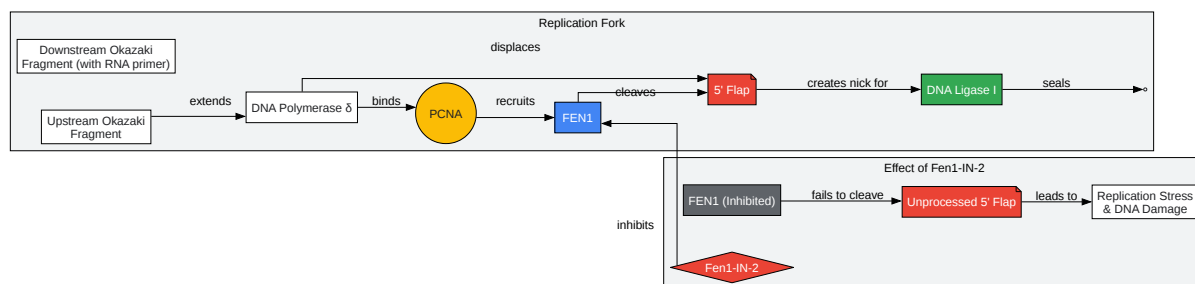 Replication Fork
Downstream Okazaki
Fragment (with RNA primer)
displaces
extends
DNA Polymerase δ
binds
PCNA
recruits
FEN1
cleaves
5' Flap
creates nick for
DNA Ligase I
seals
Upstream Okazaki
Fragment
Effect of Fen1-IN-2
FEN1 (Inhibited)
fails to cleave
Unprocessed 5' Flap
leads to
Replication Stress
& DNA Damage
inhibits
Fen1-IN-2